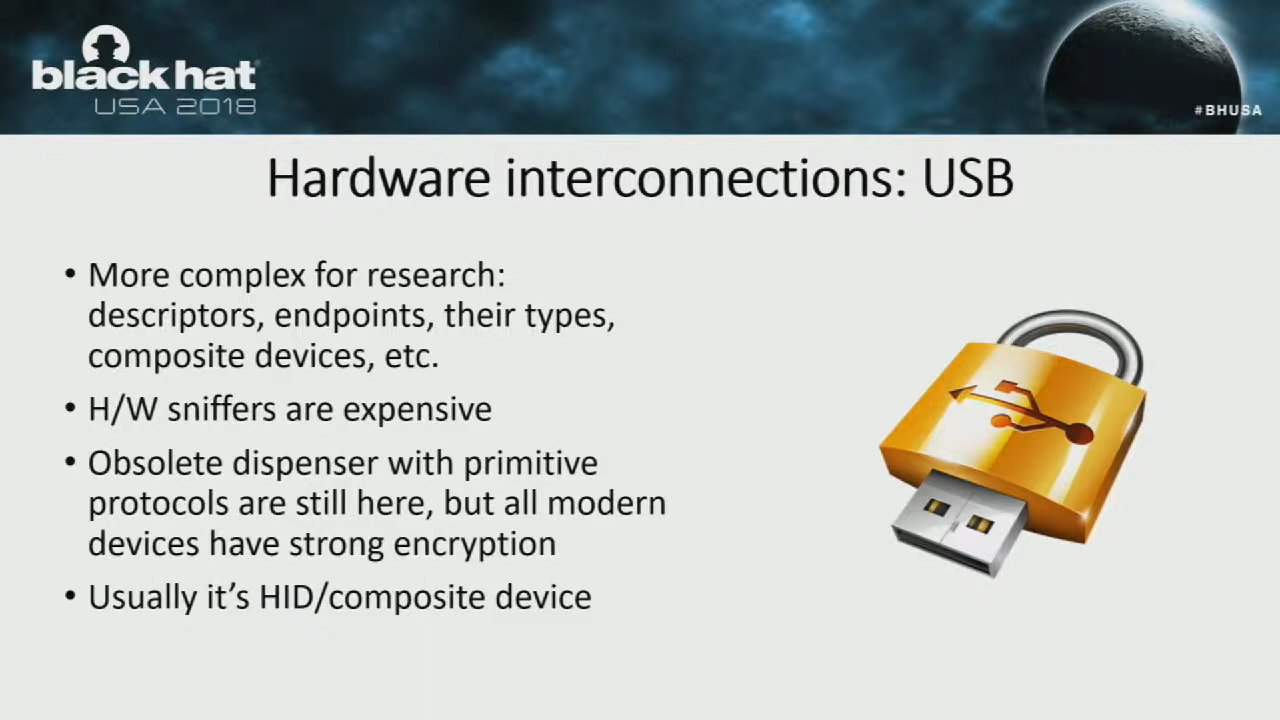 black hat
USA 2018
#BHUSA
Hardware interconnections: USB
• More complex for research:
descriptors, endpoints, their types,
composite devices, etc.
• H/W sniffers are expensive
• Obsolete dispenser with primitive
protocols are still here, but all modern
devices have strong encryption
• Usually it’s HID/composite device